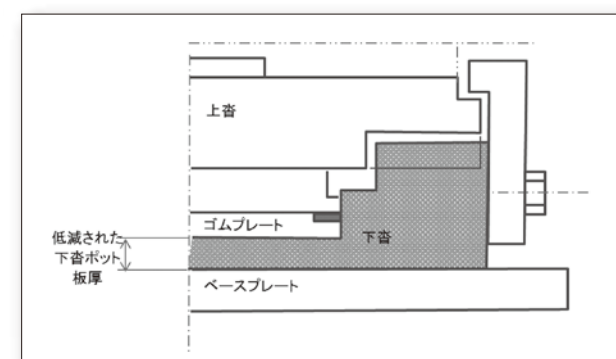 上沓
ゴムプレート
下沓
低減された
下沓ポット
板厚
ベースプレート